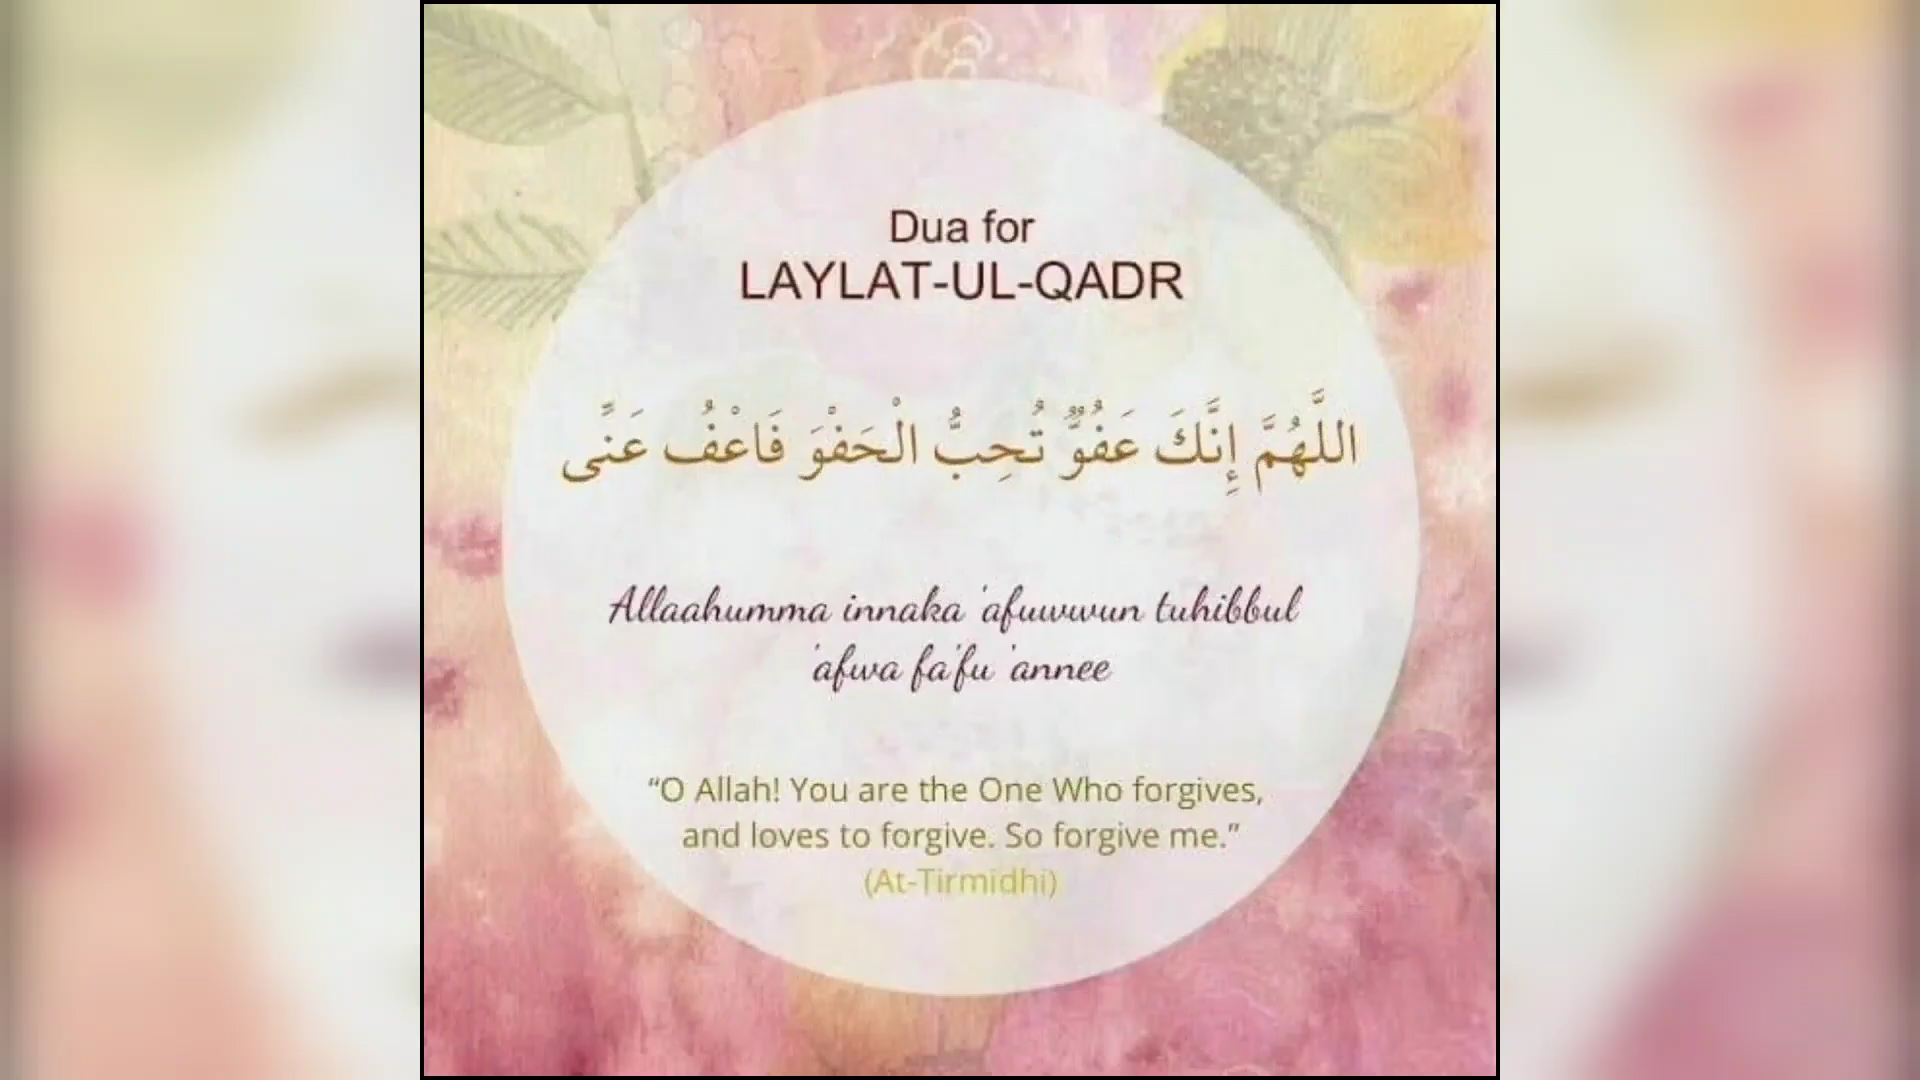 Dua for
LAYLAT-UL-QADR
اللَّهُمَّ إِنَّكَ عَفُوٌّ تُحِبُّ الْحَفْوَ فَاعْفُ عَنِّى
Allaahumma innaka 'afuwwun tuhibbul
'afwa fa'fu 'annee
“O Allah! You are the One Who forgives,
and loves to forgive. So forgive me.”
(At-Tirmidhi)